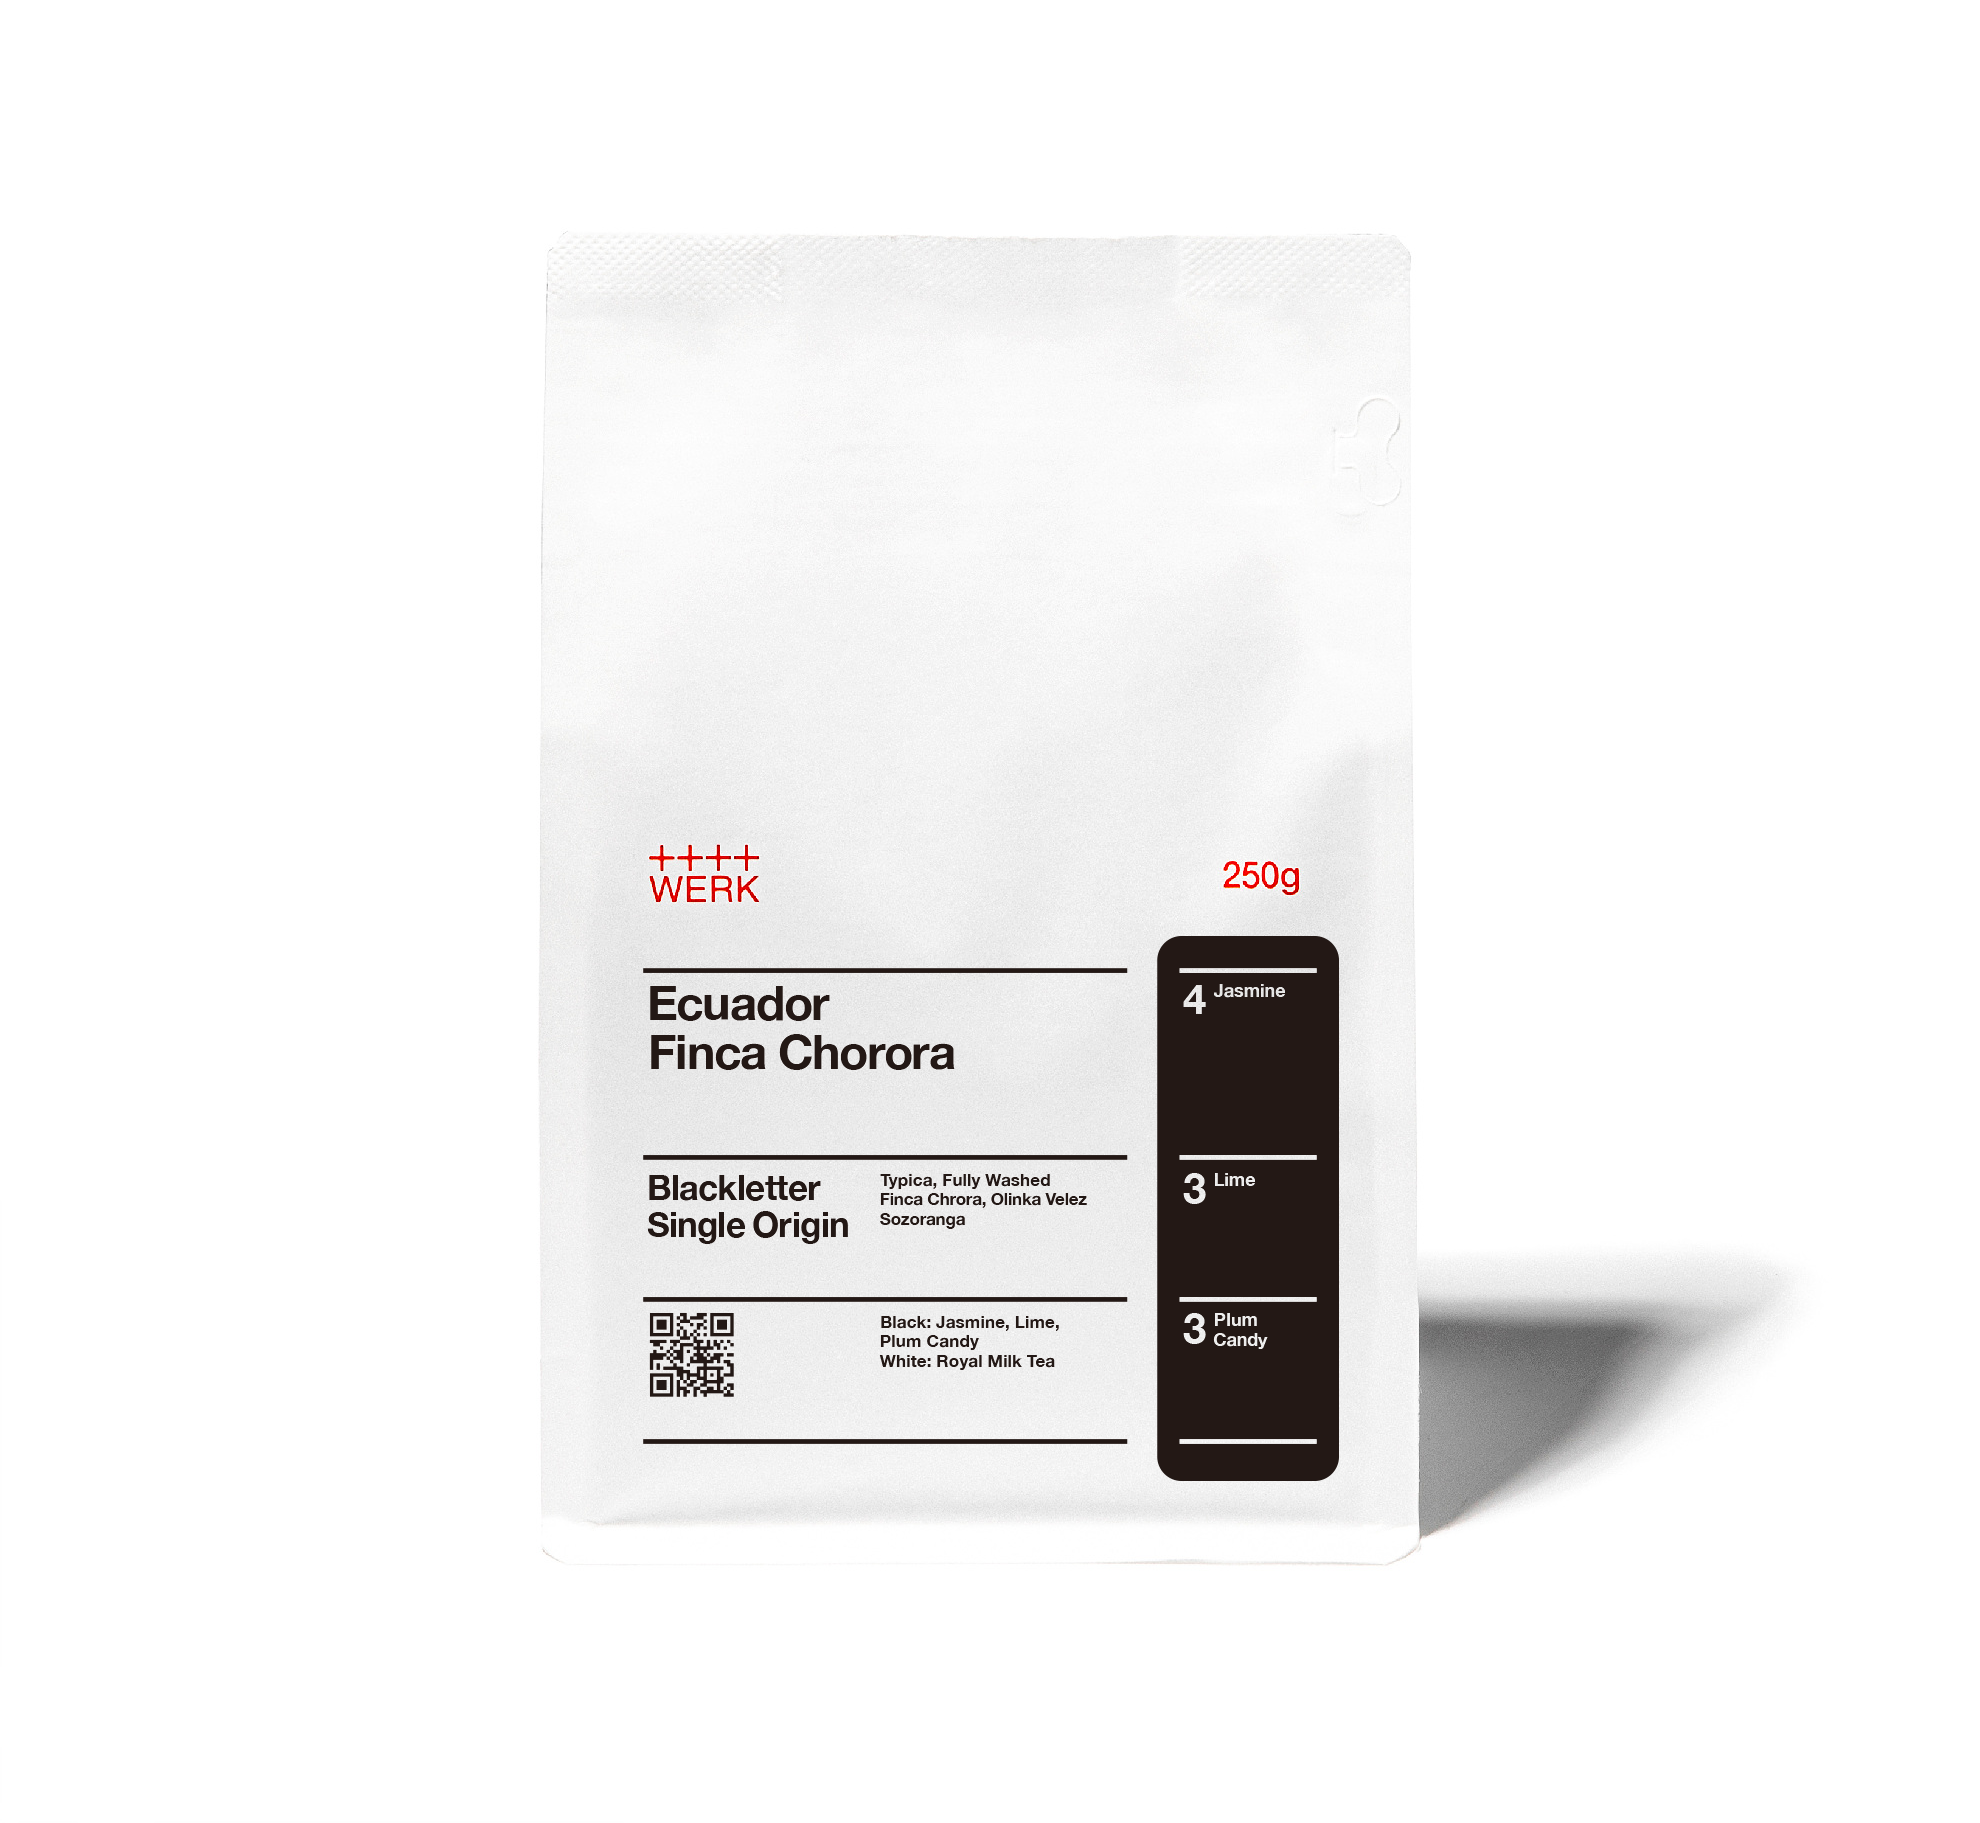 ++++
WERK
250g
Ecuador
Finca Chorora
Blackletter
Single Origin
Typica, Fully Washed
Finca Chrora, Olinka Velez
Sozoranga
Black: Jasmine, Lime,
Plum Candy
White: Royal Milk Tea
4 Jasmine
3 Lime
3 Plum
Candy